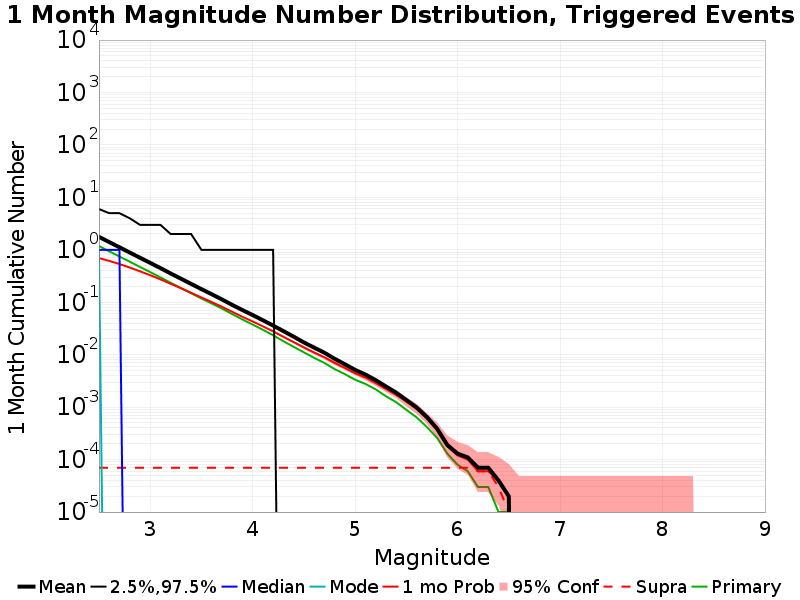 1 Month Magnitude Number Distribution, Triggered Events
1 Month Cumulative Number
10^4
10^3
10^2
10^1
10^0
10^-1
10^-2
10^-3
10^-4
10^-5
3 4 5 6 7 8 9
Magnitude
Mean 2.5%,97.5% Median Mode 1 mo Prob 95% Conf Supra Primary